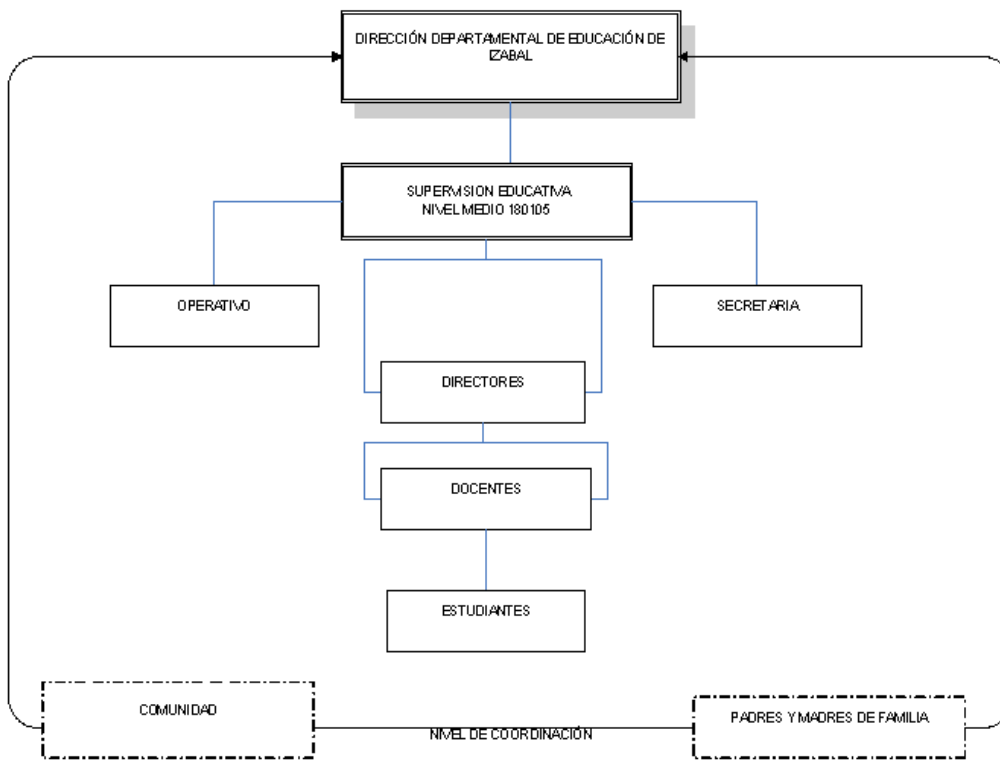 DIRECCIÓN DEPARTAMENTAL DE EDUCACIÓN DE
IZABAL
SUPERVISION EDUCATIVA
NIVEL MEDIO 180105
OPERATIVO
SECRETARIA
DIRECTORES
DOCENTES
ESTUDIANTES
COMUNIDAD
NIVEL DE COORDINACIÓN
PADRES Y MADRES DE FAMILIA